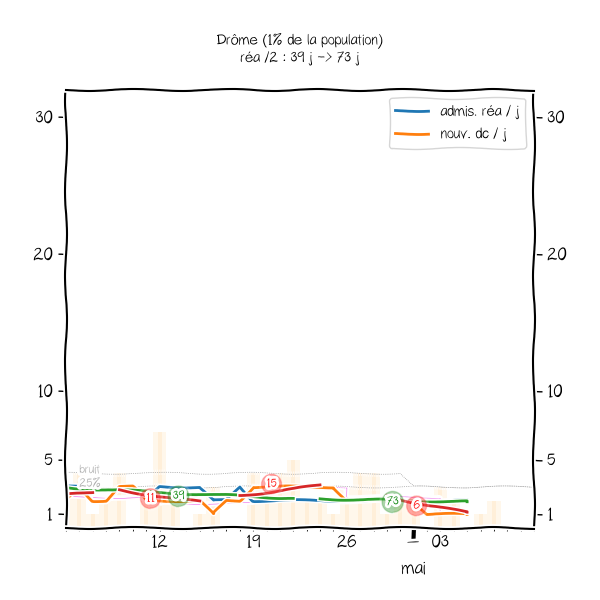 Drôme (1% de la population)
réa /2 : 39 j -> 73 j
admis. réa / j
nouv. dc / j
30 30
20 20
10 10
5 5
1 1
bruit
25%
11 39 15 73 6
12 19 26 03
mai